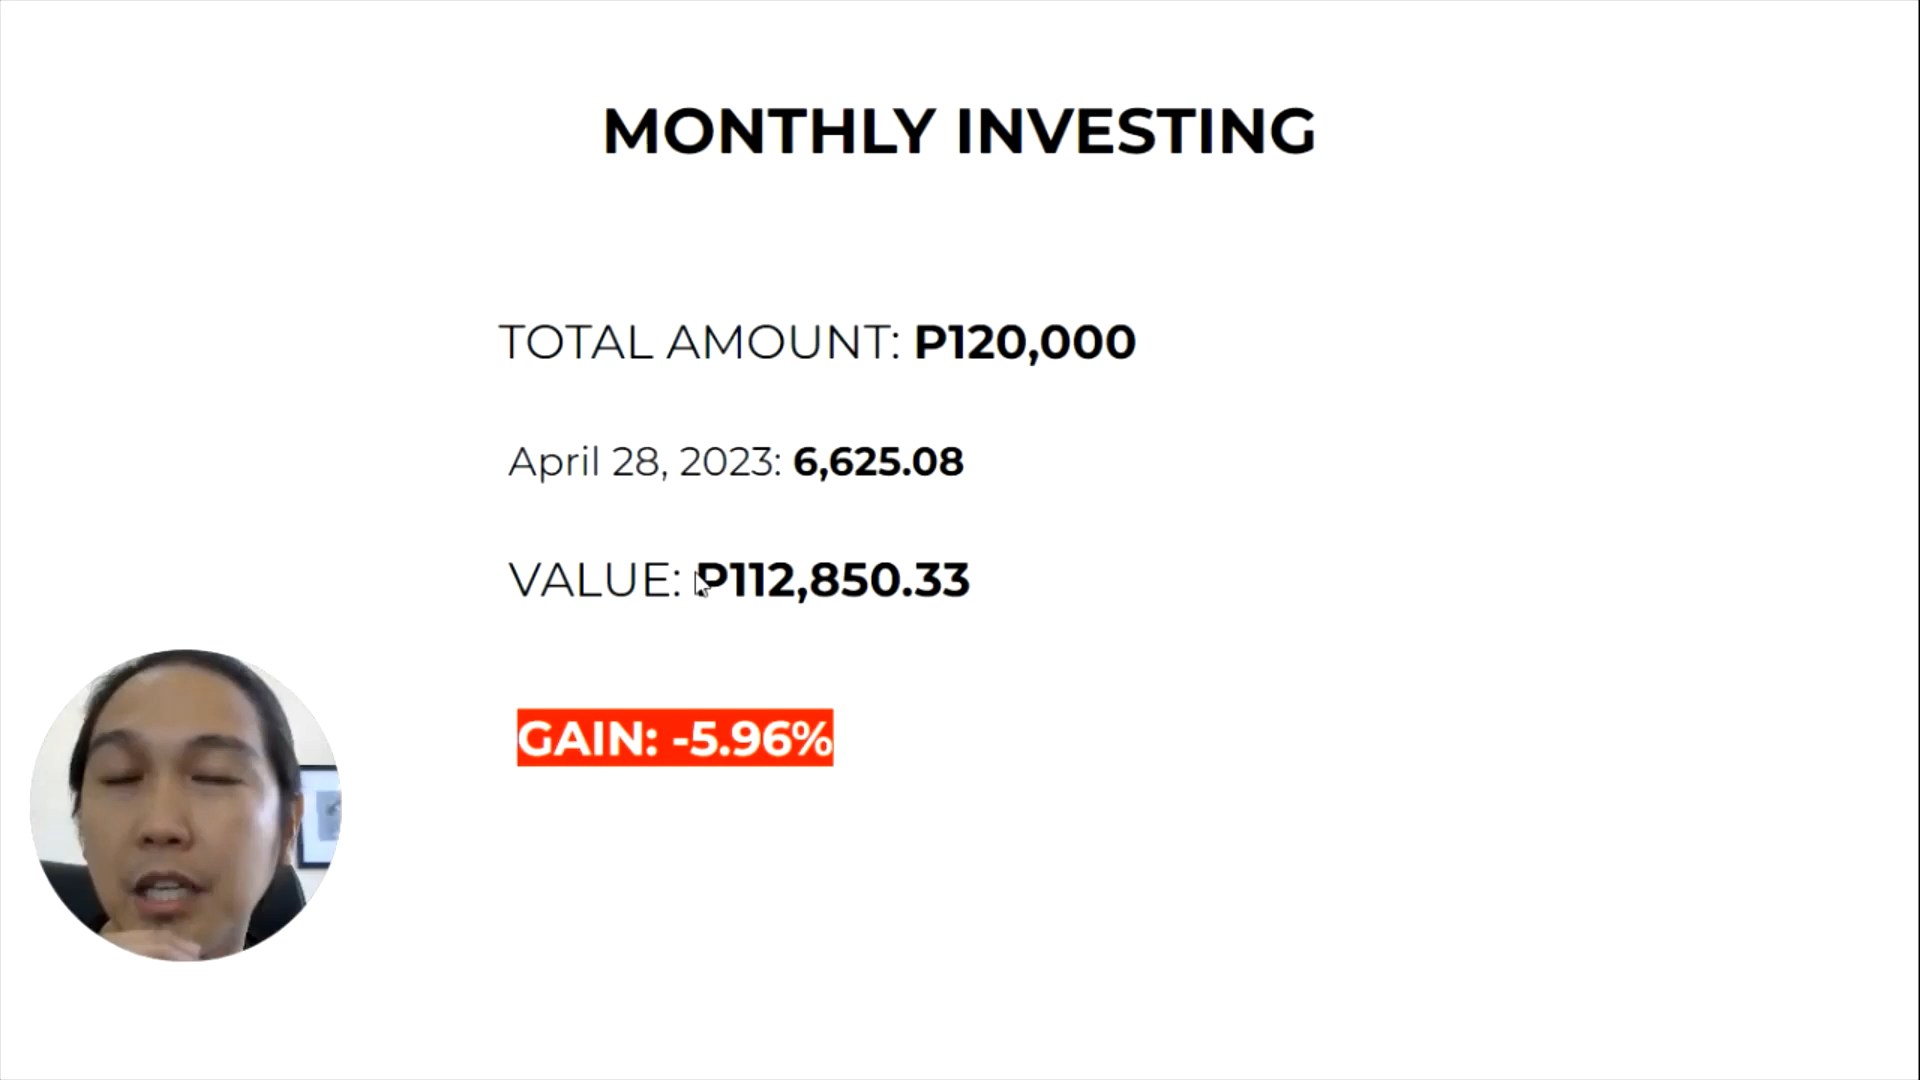 MONTHLY INVESTING
TOTAL AMOUNT: P120,000
April 28, 2023: 6,625.08
VALUE: P112,850.33
GAIN: -5.96%